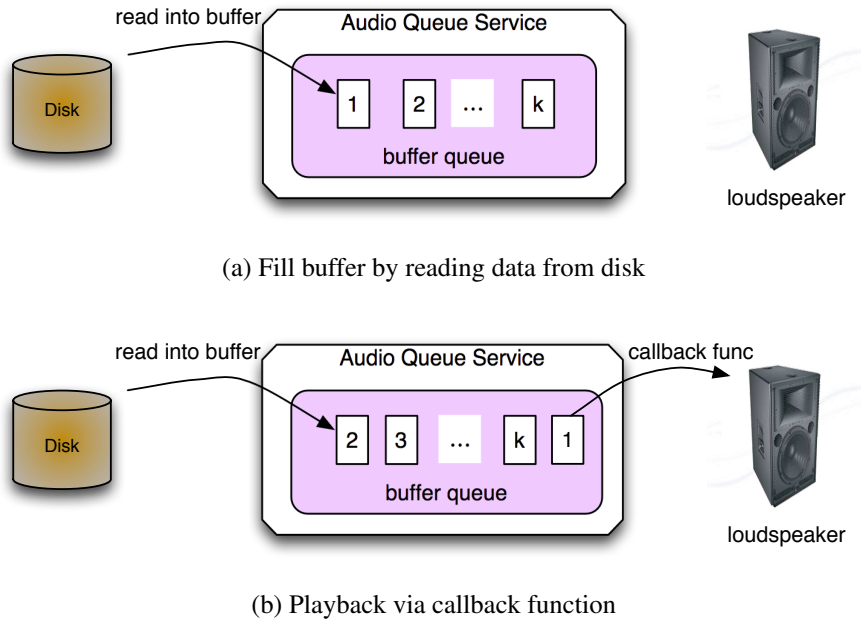 read into buffer
Audio Queue Service
Disk
1 2 ... k
buffer queue
loudspeaker
(a) Fill buffer by reading data from disk
read into buffer
Audio Queue Service
callback func
Disk
2 3 ... k 1
buffer queue
loudspeaker
(b) Playback via callback function